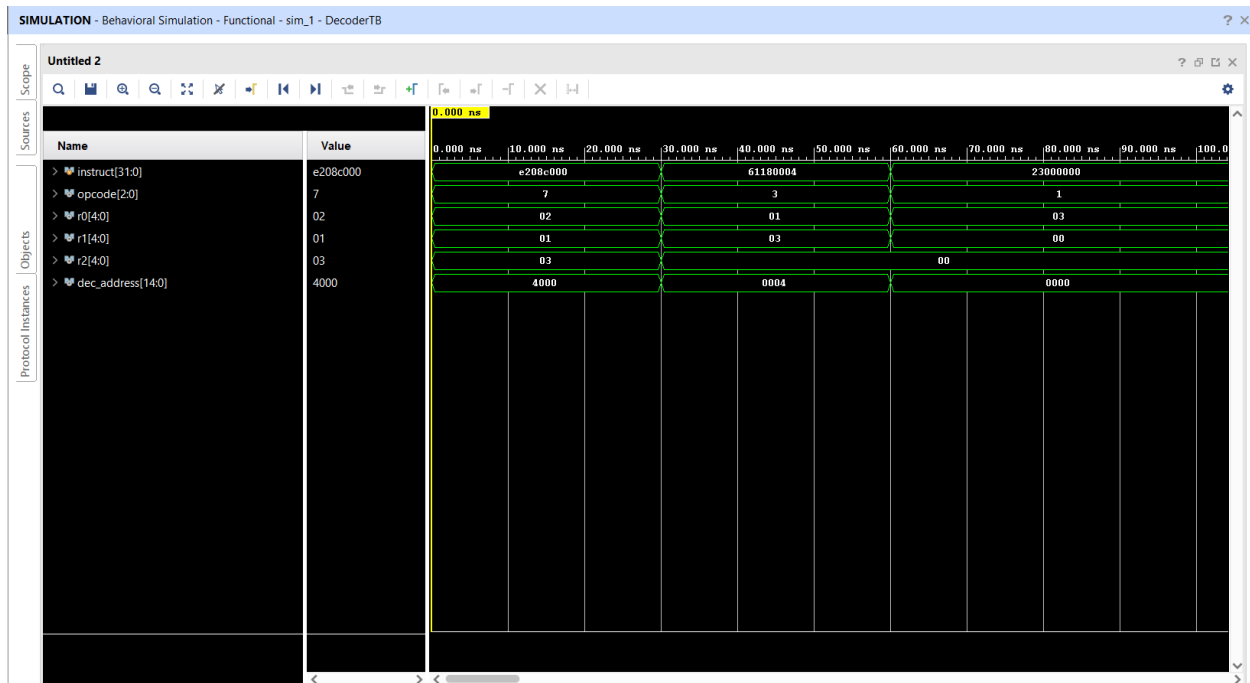 SIMULATION - Behavioral Simulation - Functional - sim_1 - DecoderTB
Untitled 2
Scope
Sources
Objects
Protocol Instances
0.000 ns
Name Value
0.000 ns 10.000 ns 20.000 ns 30.000 ns 40.000 ns 50.000 ns 60.000 ns 70.000 ns 80.000 ns 90.000 ns 100.0
instruct[31:0] e208c000 e208c000 61180004 23000000
opcode[2:0] 7 7 3 1
r0[4:0] 02 02 01 03
r1[4:0] 01 01 03 00
r2[4:0] 03 03 00
dec_address[14:0] 4000 4000 0004 0000